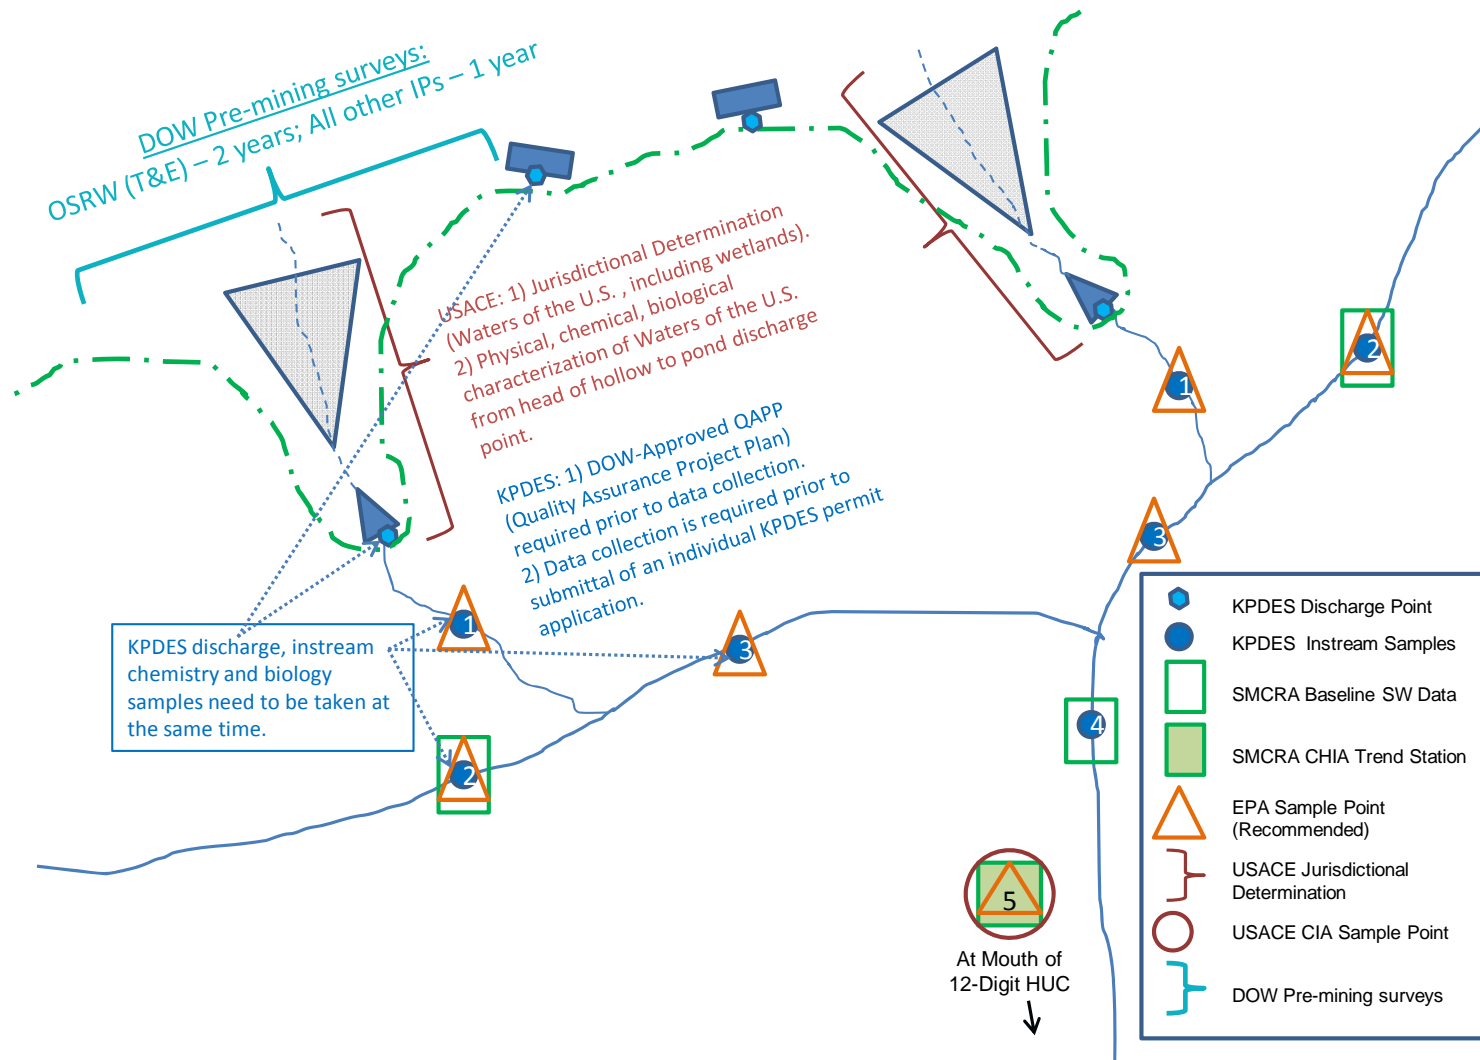 DOW Pre-mining surveys:
OSRW (T&E) – 2 years; All other IPs – 1 year
USACE: 1) Jurisdictional Determination
(Waters of the U.S. , including wetlands).
2) Physical, chemical, biological
characterization of Waters of the U.S.
from head of hollow to pond discharge
point.
KPDES: 1) DOW-Approved QAPP
(Quality Assurance Project Plan)
required prior to data collection.
2) Data collection is required prior to
submittal of an individual KPDES permit
application.
KPDES discharge, instream
chemistry and biology
samples need to be taken at
the same time.
1
2
3
1
2
3
4
5
At Mouth of
12-Digit HUC
KPDES Discharge Point
KPDES Instream Samples
SMCRA Baseline SW Data
SMCRA CHIA Trend Station
EPA Sample Point
(Recommended)
USACE Jurisdictional
Determination
USACE CIA Sample Point
DOW Pre-mining surveys